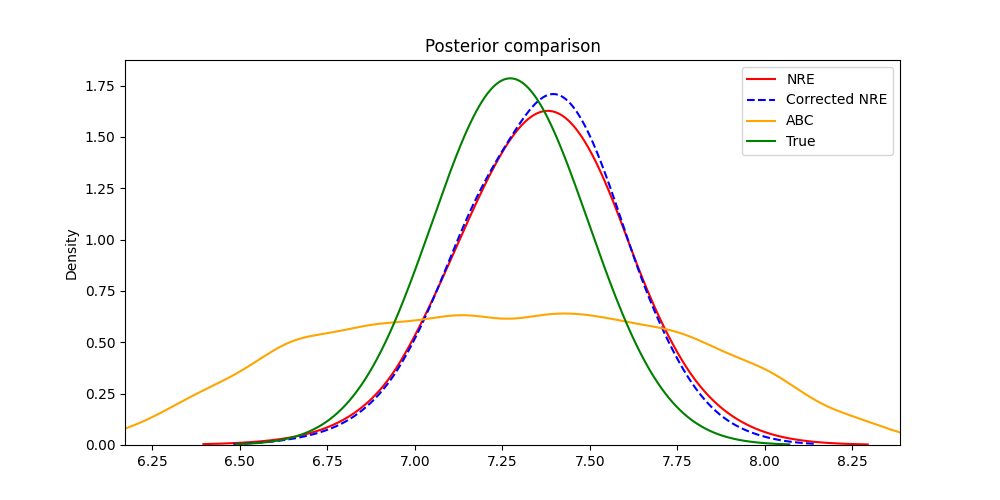 Posterior comparison
NRE
Corrected NRE
ABC
True
Density
1.75
1.50
1.25
1.00
0.75
0.50
0.25
0.00
6.25 6.50 6.75 7.00 7.25 7.50 7.75 8.00 8.25